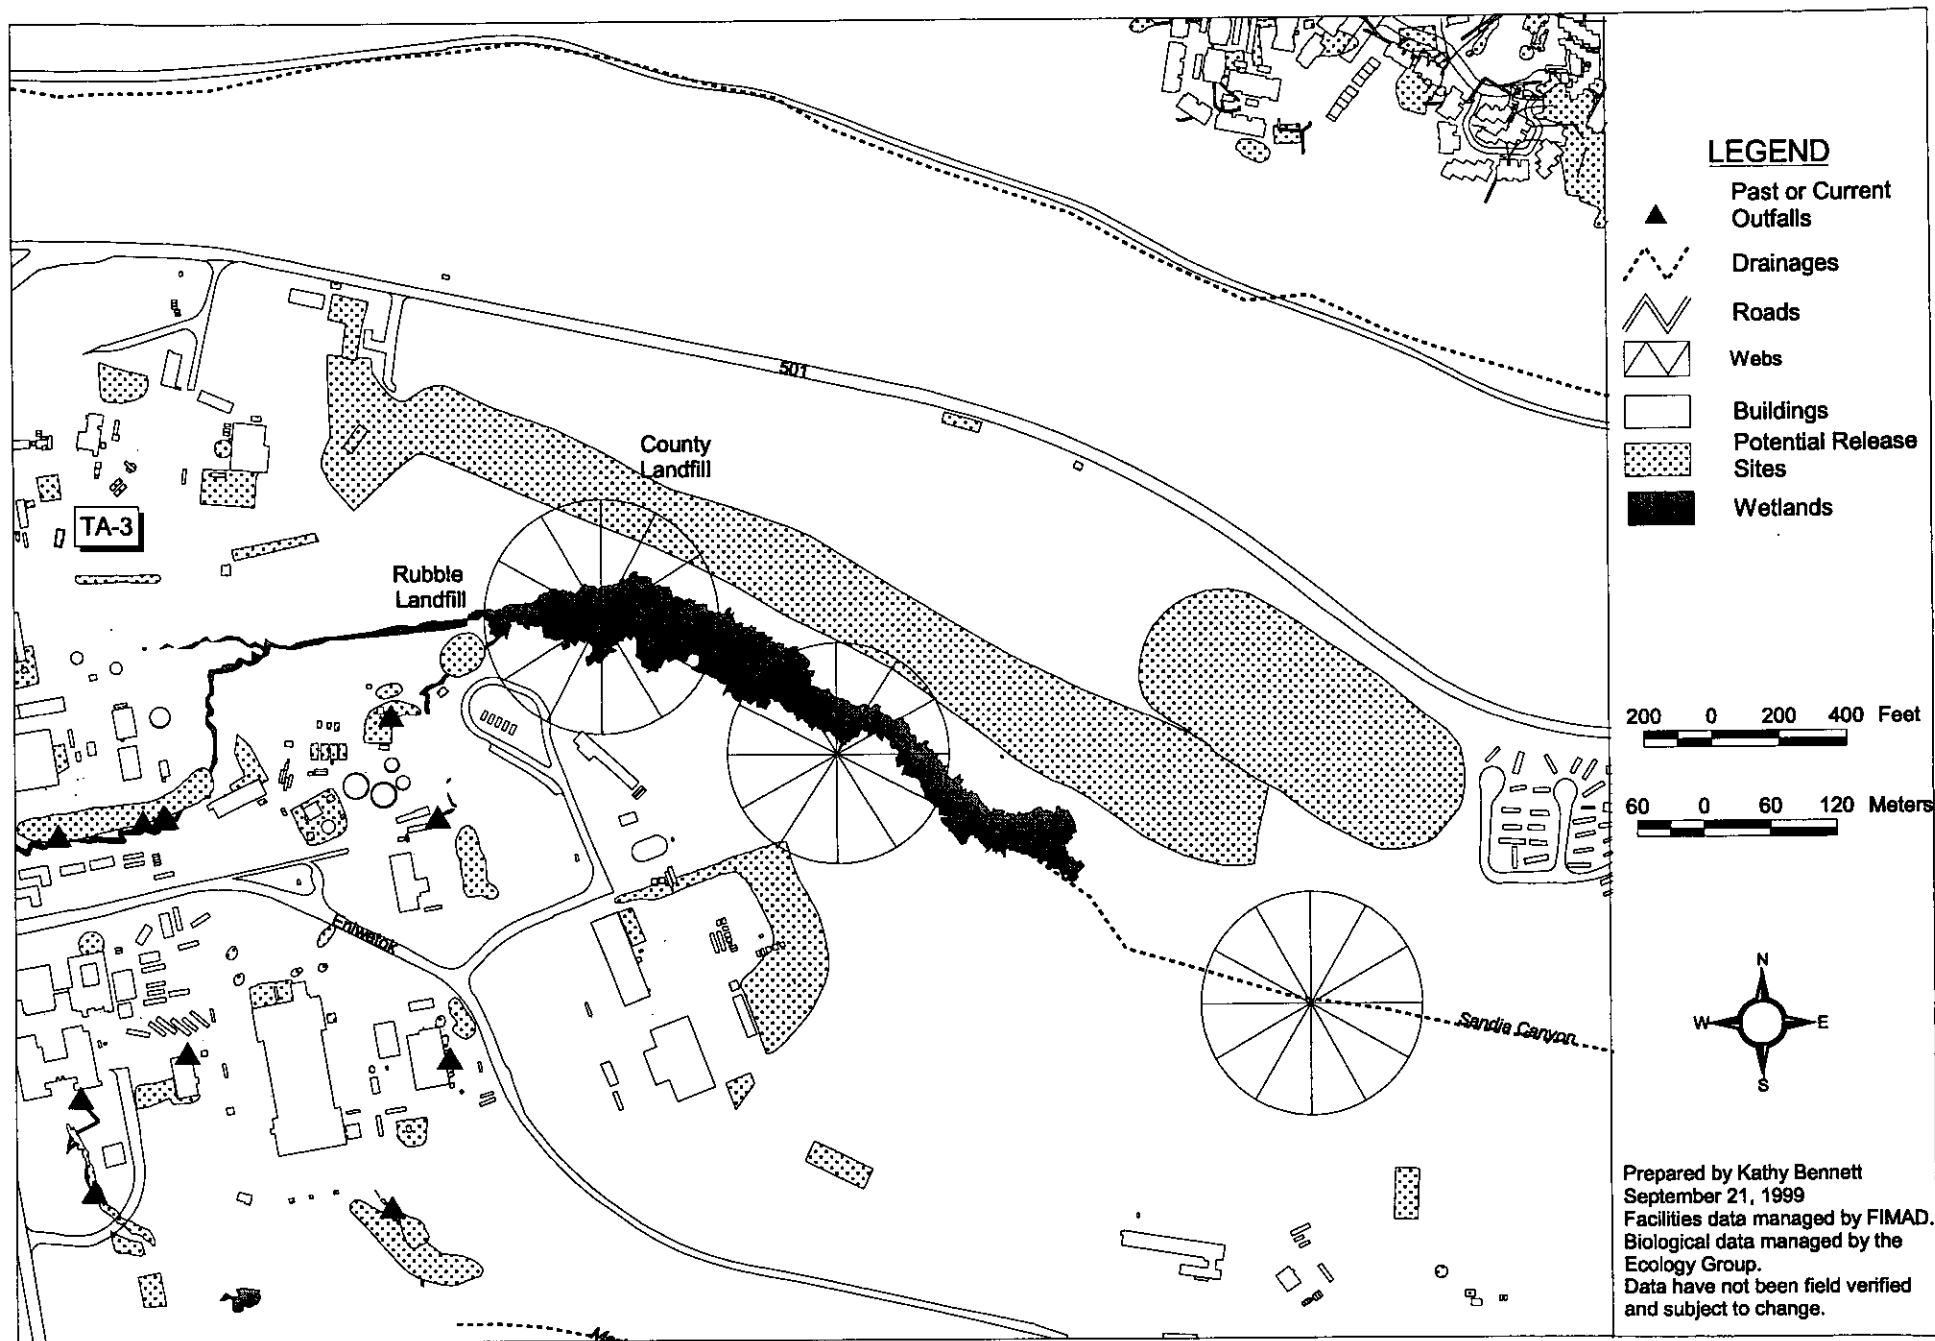 LEGEND
Past or Current
Outfalls
Drainages
Roads
Webs
Buildings
Potential Release
Sites
Wetlands
501
County
Landfill
TA-3
Rubble
Landfill
Eniwetok
Sandia Canyon
200 0 200 400 Feet
60 0 60 120 Meters
N
W E
S
Prepared by Kathy Bennett
September 21, 1999
Facilities data managed by FIMAD.
Biological data managed by the
Ecology Group.
Data have not been field verified
and subject to change.